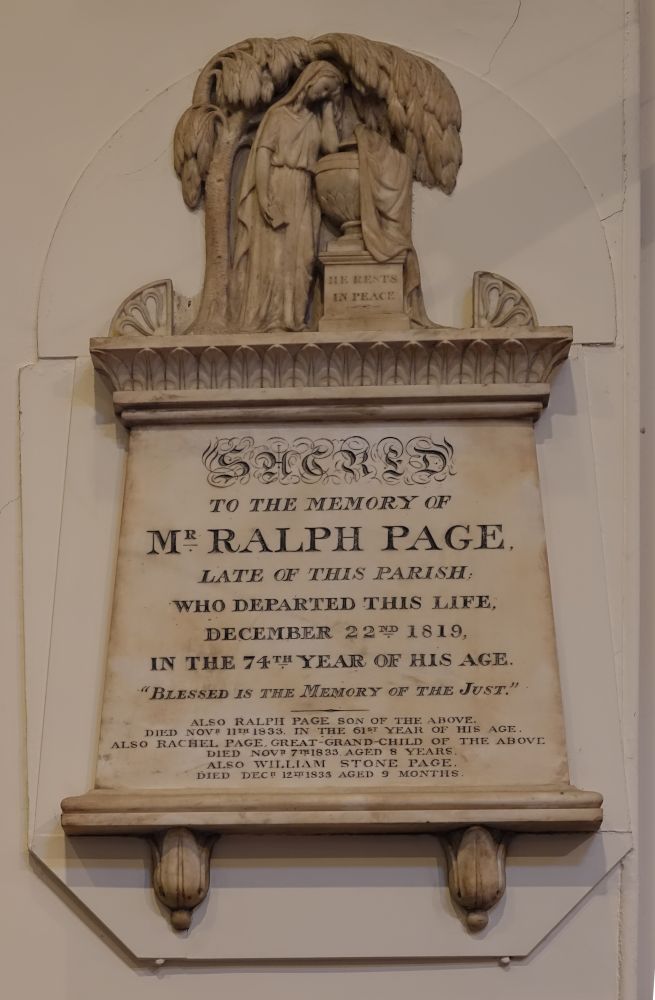 HE RESTS
IN PEACE
SACRED
TO THE MEMORY OF
MR RALPH PAGE,
LATE OF THIS PARISH:
WHO DEPARTED THIS LIFE,
DECEMBER 22ND 1819,
IN THE 74TH YEAR OF HIS AGE.
"BLESSED IS THE MEMORY OF THE JUST."
ALSO RALPH PAGE SON OF THE ABOVE.
DIED NOVR 11TH 1833. IN THE 61ST YEAR OF HIS AGE.
ALSO RACHEL PAGE, GREAT-GRAND-CHILD OF THE ABOVE
DIED NOVR 7TH 1835, AGED 8 YEARS.
ALSO WILLIAM STONE PAGE.
DIED DECR 12TH 1835 AGED 9 MONTHS.